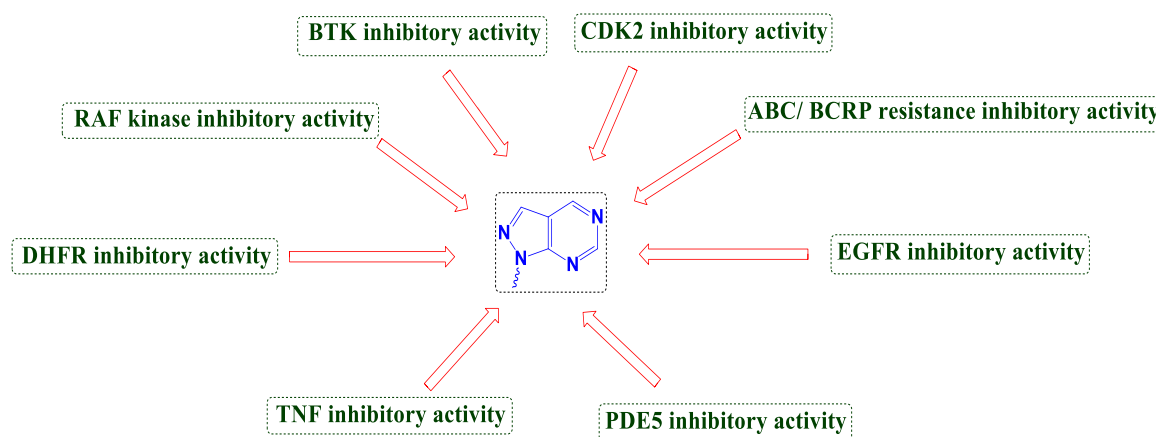 BTK inhibitory activity
CDK2 inhibitory activity
RAF kinase inhibitory activity
ABC/ BCRP resistance inhibitory activity
N
N
N
N
DHFR inhibitory activity
EGFR inhibitory activity
TNF inhibitory activity
PDE5 inhibitory activity